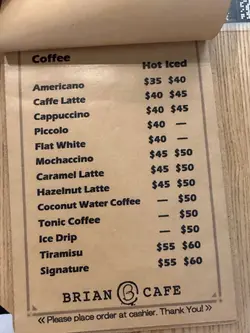 Coffee
Hot Iced
Americano $35 $40
Caffe Latte $40 $45
Cappuccino $40 $45
Piccolo $40 —
Flat White $40 —
Mochaccino $45 $50
Caramel Latte $45 $50
Hazelnut Latte $45 $50
Coconut Water Coffee — $50
Tonic Coffee — $50
Ice Drip — $50
Tiramisu $55 $60
Signature $55 $60
BRIAN B CAFE
<< Please place order at cashier. Thank You! >>